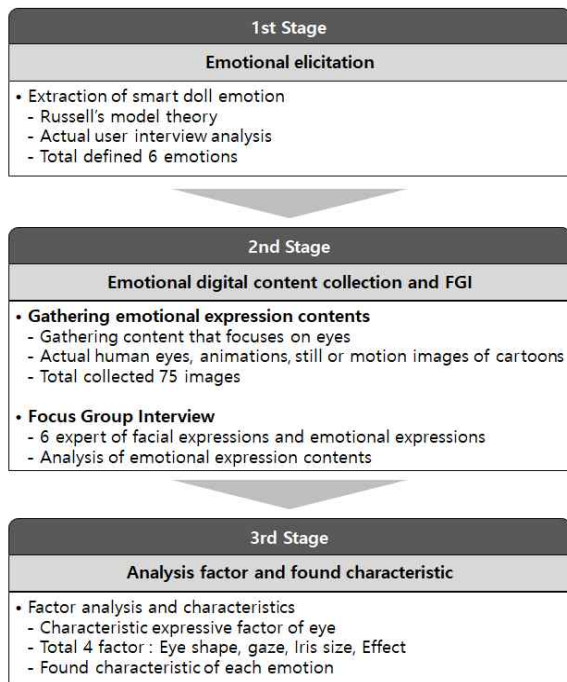 1st Stage
Emotional elicitation
• Extraction of smart doll emotion
- Russell's model theory
- Actual user interview analysis
- Total defined 6 emotions
2nd Stage
Emotional digital content collection and FGI
• Gathering emotional expression contents
- Gathering content that focuses on eyes
- Actual human eyes, animations, still or motion images of cartoons
- Total collected 75 images
• Focus Group Interview
- 6 expert of facial expressions and emotional expressions
- Analysis of emotional expression contents
3rd Stage
Analysis factor and found characteristic
• Factor analysis and characteristics
- Characteristic expressive factor of eye
- Total 4 factor : Eye shape, gaze, Iris size, Effect
- Found characteristic of each emotion